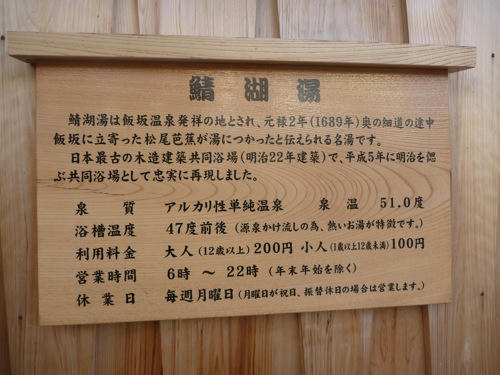 鯖湖湯
鯖湖湯は飯坂温泉発祥の地とされ、元禄2年(1689年)奥の細道の途中
飯坂に立寄った松尾芭蕉が湯につかったと伝えられる名湯です。
日本最古の木造建築共同浴場(明治22年建築)で、平成5年に明治を偲
ぶ共同浴場として忠実に再現しました。
泉質 アルカリ性単純温泉 泉温 51.0度
浴槽温度 47度前後(源泉かけ流しの為、熱いお湯が特徴です。)
利用料金 大人(12歳以上)200円 小人(1歳以上12歳未満)100円
営業時間 6時 〜 22時(年末年始を除く)
休業日 毎週月曜日(月曜日が祝日、振替休日の場合は営業します。)